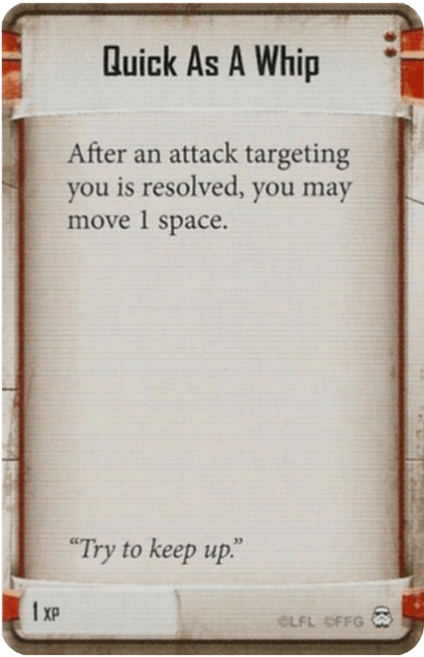 Quick As A Whip
After an attack targeting
you is resolved, you may
move 1 space.
“Try to keep up.”
1 XP
©LFL ©FFG